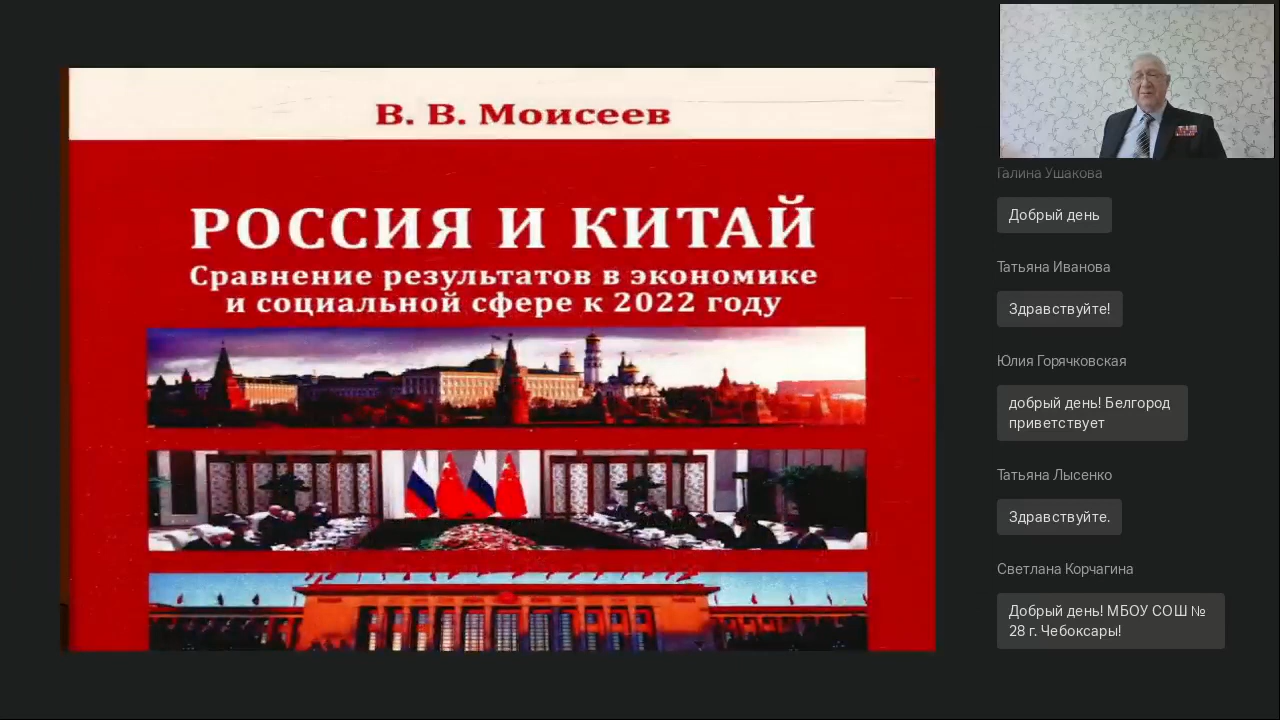 В. В. Моисеев
РОССИЯ И КИТАЙ
Сравнение результатов в экономике
и социальной сфере к 2022 году
Галина Ушакова
Добрый день
Татьяна Иванова
Здравствуйте!
Юлия Горячковская
добрый день! Белгород
приветствует
Татьяна Лысенко
Здравствуйте.
Светлана Корчагина
Добрый день! МБОУ СОШ №
28 г. Чебоксары!